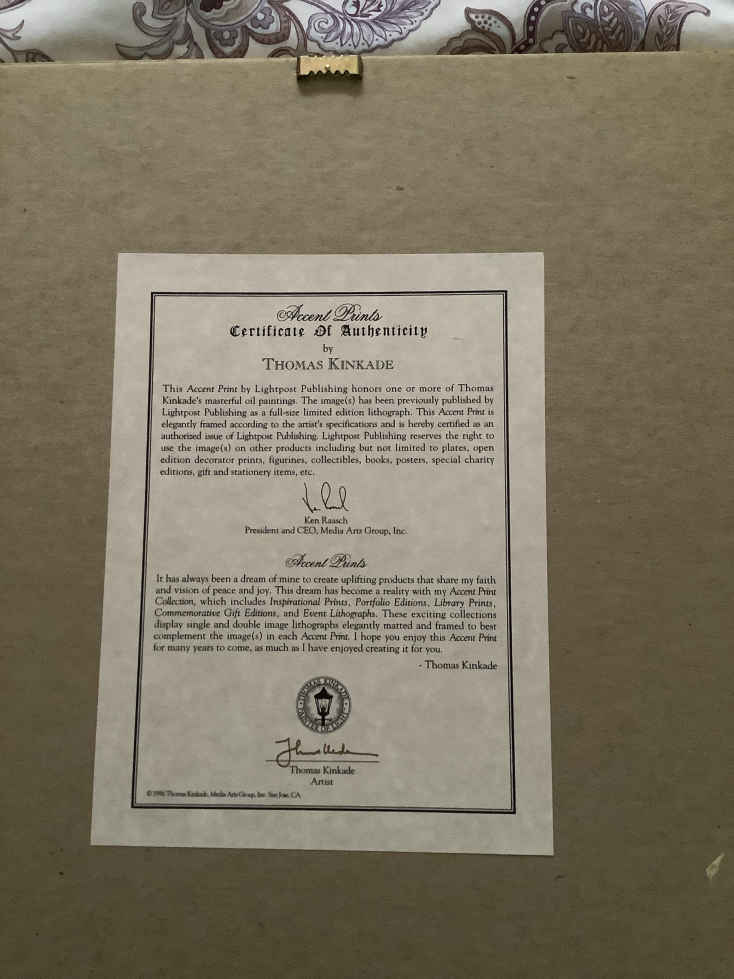 Accent Prints
Certificate Of Authenticity
by
THOMAS KINKADE
This Accent Print by Lightpost Publishing honors one or more of Thomas
Kinkade's masterful oil paintings. The image(s) has been previously published by
Lightpost Publishing as a full-size limited edition lithograph. This Accent Print is
elegantly framed according to the artist's specifications and is hereby certified as an
authorized issue of Lightpost Publishing. Lightpost Publishing reserves the right to
use the image(s) on other products including but not limited to plates, open
edition decorator prints, figurines, collectibles, books, posters, special charity
editions, gift and stationery items, etc.
Ken Raasch
President and CEO, Media Arts Group, Inc.
Accent Prints
It has always been a dream of mine to create uplifting products that share my faith
and vision of peace and joy. This dream has become a reality with my Accent Print
Collection, which includes Inspirational Prints, Portfolio Editions, Library Prints,
Commemorative Gift Editions, and Event Lithographs. These exciting collections
display single and double image lithographs elegantly matted and framed to best
complement the image(s) in each Accent Print. I hope you enjoy this Accent Print
for many years to come, as much as I have enjoyed creating it for you.
- Thomas Kinkade
THOMAS KINKADE
PAINTER OF LIGHT
Thomas Kinkade
Artist
Thomas Kinkade, Media Arts Group, Inc. San Jose, CA